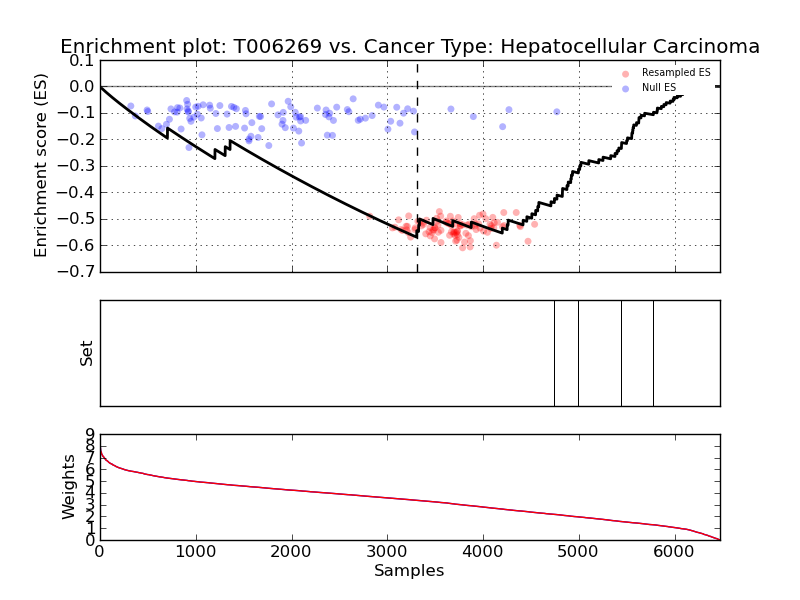 Enrichment plot: T006269 vs. Cancer Type: Hepatocellular Carcinoma
0.1
0.0
−0.1
−0.2
−0.3
−0.4
−0.5
−0.6
−0.7
Enrichment score (ES)
Resampled ES
Null ES
Set
9
8
7
6
5
4
3
2
1
0
Weights
0 1000 2000 3000 4000 5000 6000
Samples